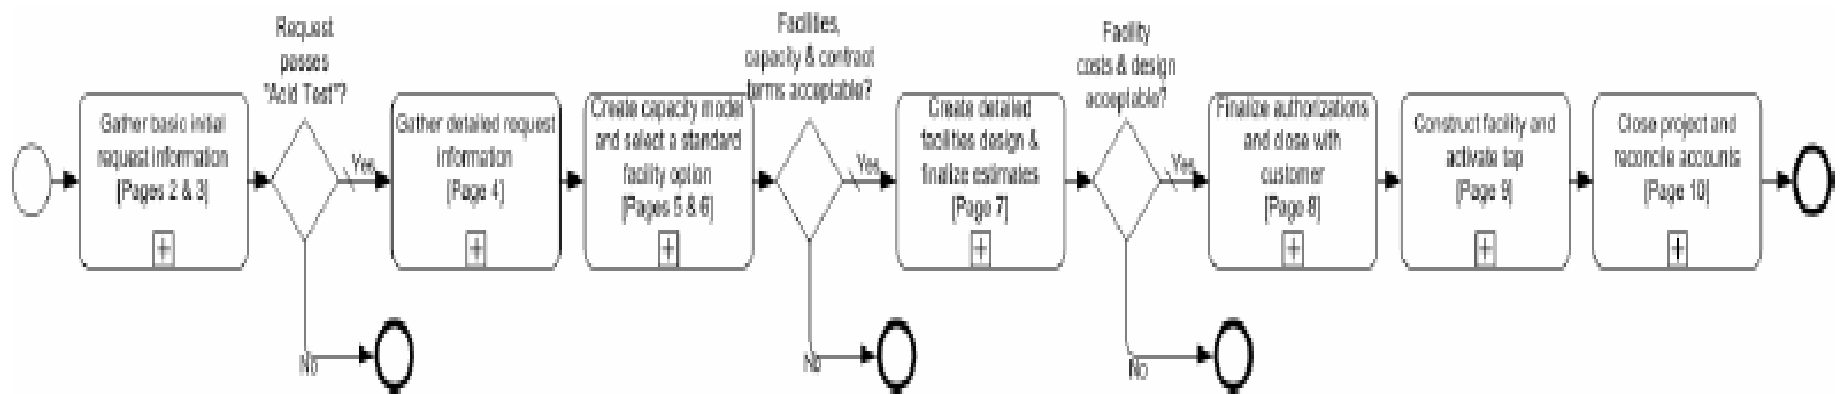 Request
passes
"Acid Test"?
Facilities,
capacity & contract
terms acceptable?
Facility
costs & design
acceptable?
Gather basic initial
request information
[Pages 2 & 3]
+
Yes
No
Gather detailed request
information
[Page 4]
+
Create capacity model
and select a standard
facility option
[Pages 5 & 6]
+
Yes
No
Create detailed
facilities design &
finalize estimates
[Page 7]
+
Yes
No
Finalize authorizations
and close with
customer
[Page 8]
+
Construct facility and
activate tap
[Page 9]
+
Close project and
reconcile accounts
[Page 10]
+